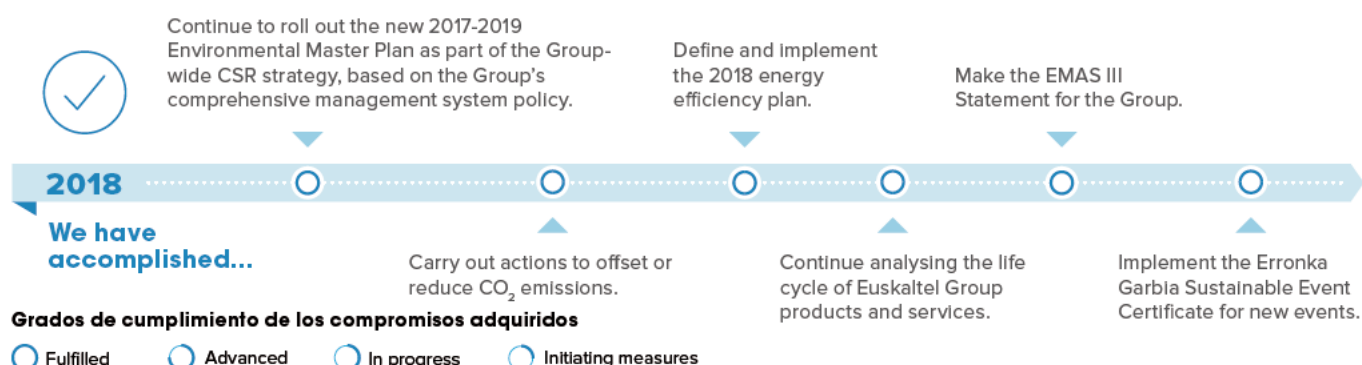 Continue to roll out the new 2017-2019
Environmental Master Plan as part of the Group-
wide CSR strategy, based on the Group's
comprehensive management system policy.
Define and implement
the 2018 energy
efficiency plan.
Make the EMAS III
Statement for the Group.
2018
We have
accomplished...
Carry out actions to offset or
reduce CO₂ emissions.
Continue analysing the life
cycle of Euskaltel Group
products and services.
Implement the Erronka
Garbia Sustainable Event
Certificate for new events.
Grados de cumplimiento de los compromisos adquiridos
Fulfilled
Advanced
In progress
Initiating measures